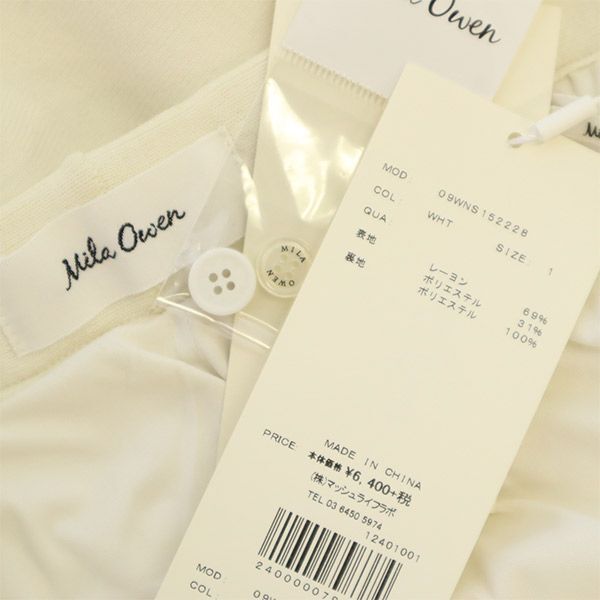 Mila Owen
Owen
MILA
OWEN
MOD: 09WNS152228
COL: WHT SIZE: 1
QUA:
表地 レーヨン 69%
ポリエステル 31%
裏地 ポリエステル 100%
MADE IN CHINA
PRICE: 本体価格 ¥6,400+税
(株)マッシュライフラボ
TEL 03 6450 5974
12401001
MOD:
COL: